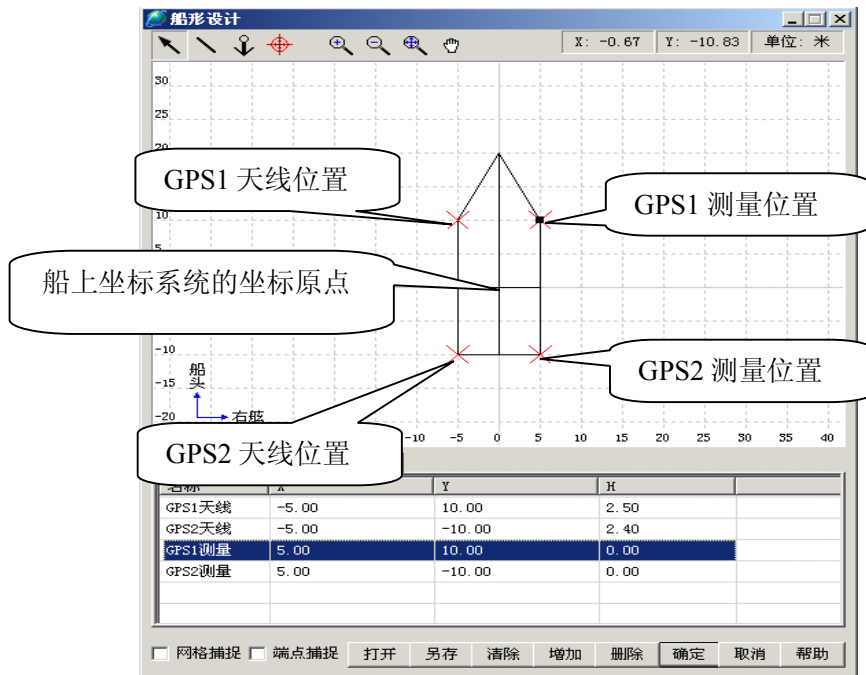 船形设计
X: -0.67 Y: -10.83 单位: 米
30
25
GPS1 天线位置
GPS1 测量位置
10
5
船上坐标系统的坐标原点
-10
船头
-15
GPS2 测量位置
-20
右舷
-10 -5 0 5 10 15 20 25 30 35 40
GPS2 天线位置
名称 X Y H
GPS1天线 -5.00 10.00 2.50
GPS2天线 -5.00 -10.00 2.40
GPS1测量 5.00 10.00 0.00
GPS2测量 5.00 -10.00 0.00
网格捕捉 端点捕捉 打开 另存 清除 增加 删除 确定 取消 帮助